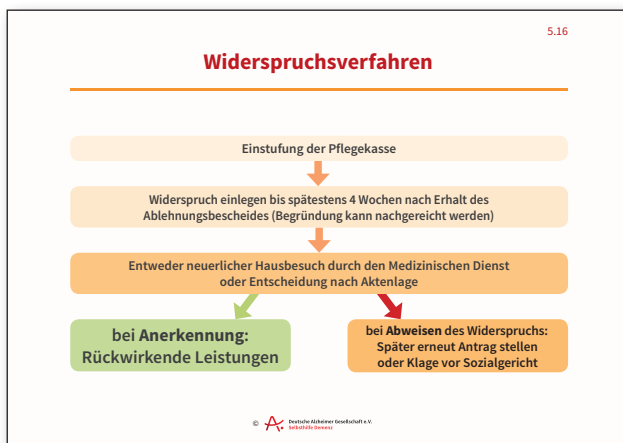 5.16
Widerspruchsverfahren
Einstufung der Pflegekasse
Widerspruch einlegen bis spätestens 4 Wochen nach Erhalt des
Ablehnungsbescheides (Begründung kann nachgereicht werden)
Entweder neuerlicher Hausbesuch durch den Medizinischen Dienst
oder Entscheidung nach Aktenlage
bei Anerkennung:
Rückwirkende Leistungen
bei Abweisen des Widerspruchs:
Später erneut Antrag stellen
oder Klage vor Sozialgericht
© Deutsche Alzheimer Gesellschaft e.V.
Selbsthilfe Demenz